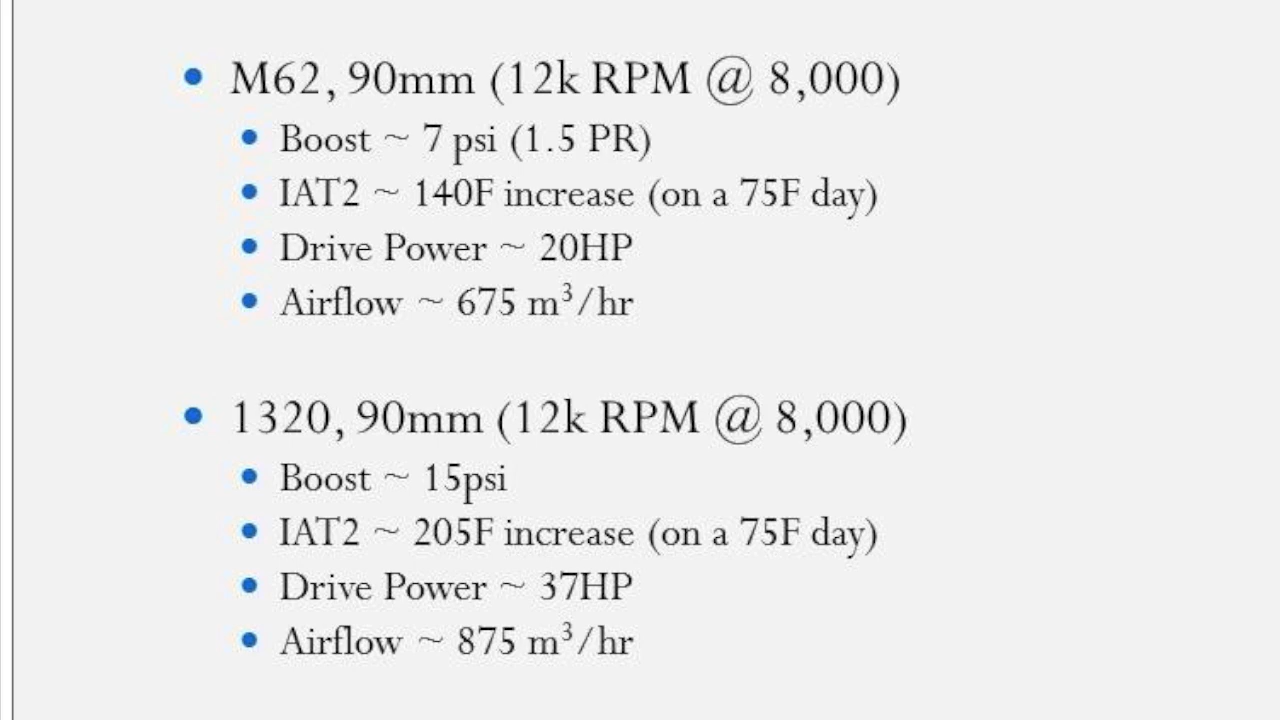 M62, 90mm (12k RPM @ 8,000)
Boost ~ 7 psi (1.5 PR)
IAT2 ~ 140F increase (on a 75F day)
Drive Power ~ 20HP
Airflow ~ 675 m³/hr
1320, 90mm (12k RPM @ 8,000)
Boost ~ 15psi
IAT2 ~ 205F increase (on a 75F day)
Drive Power ~ 37HP
Airflow ~ 875 m³/hr